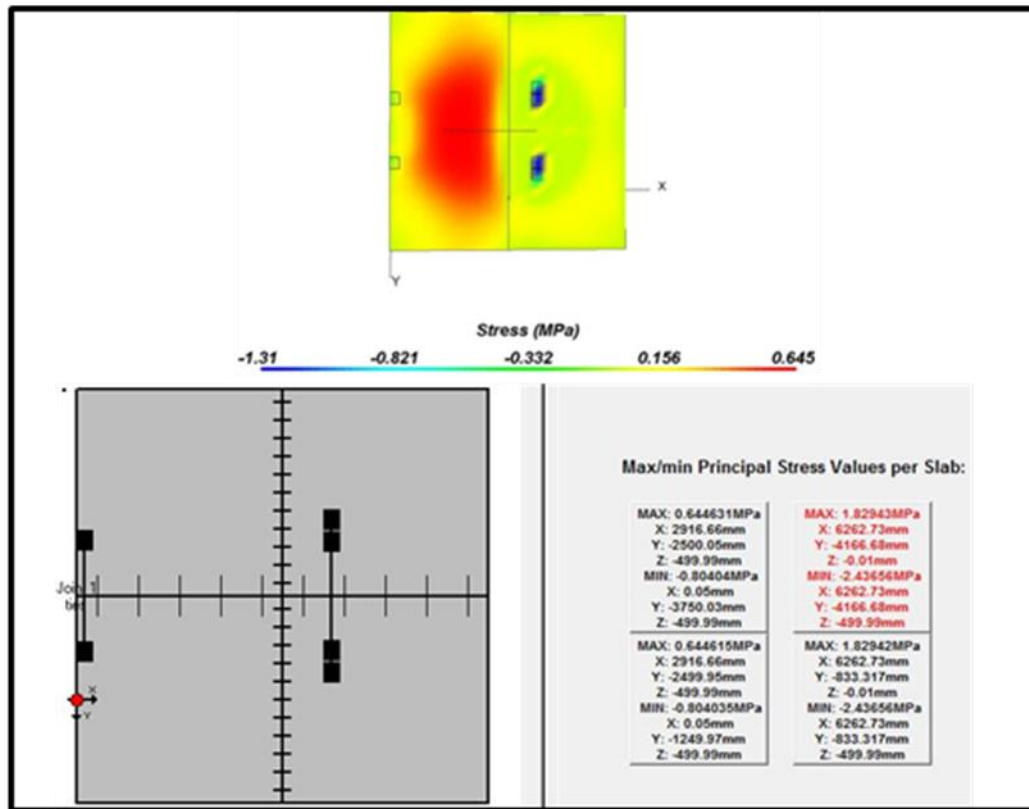 X
Y
Stress (MPa)
-1.31 -0.821 -0.332 0.156 0.645
X
Y
Max/min Principal Stress Values per Slab:
MAX: 0.644631MPa
X: 2916.66mm
Y: -2500.05mm
Z: -499.99mm
MIN: -0.80404MPa
X: 0.05mm
Y: -3750.03mm
Z: -499.99mm
MAX: 1.82943MPa
X: 6262.73mm
Y: -4166.68mm
Z: -0.01mm
MIN: -2.43656MPa
X: 6262.73mm
Y: -4166.68mm
Z: -499.99mm
MAX: 0.644615MPa
X: 2916.66mm
Y: -2499.95mm
Z: -499.99mm
MIN: -0.804035MPa
X: 0.05mm
Y: -1249.97mm
Z: -499.99mm
MAX: 1.82942MPa
X: 6262.73mm
Y: -833.317mm
Z: -0.01mm
MIN: -2.43656MPa
X: 6262.73mm
Y: -833.317mm
Z: -499.99mm